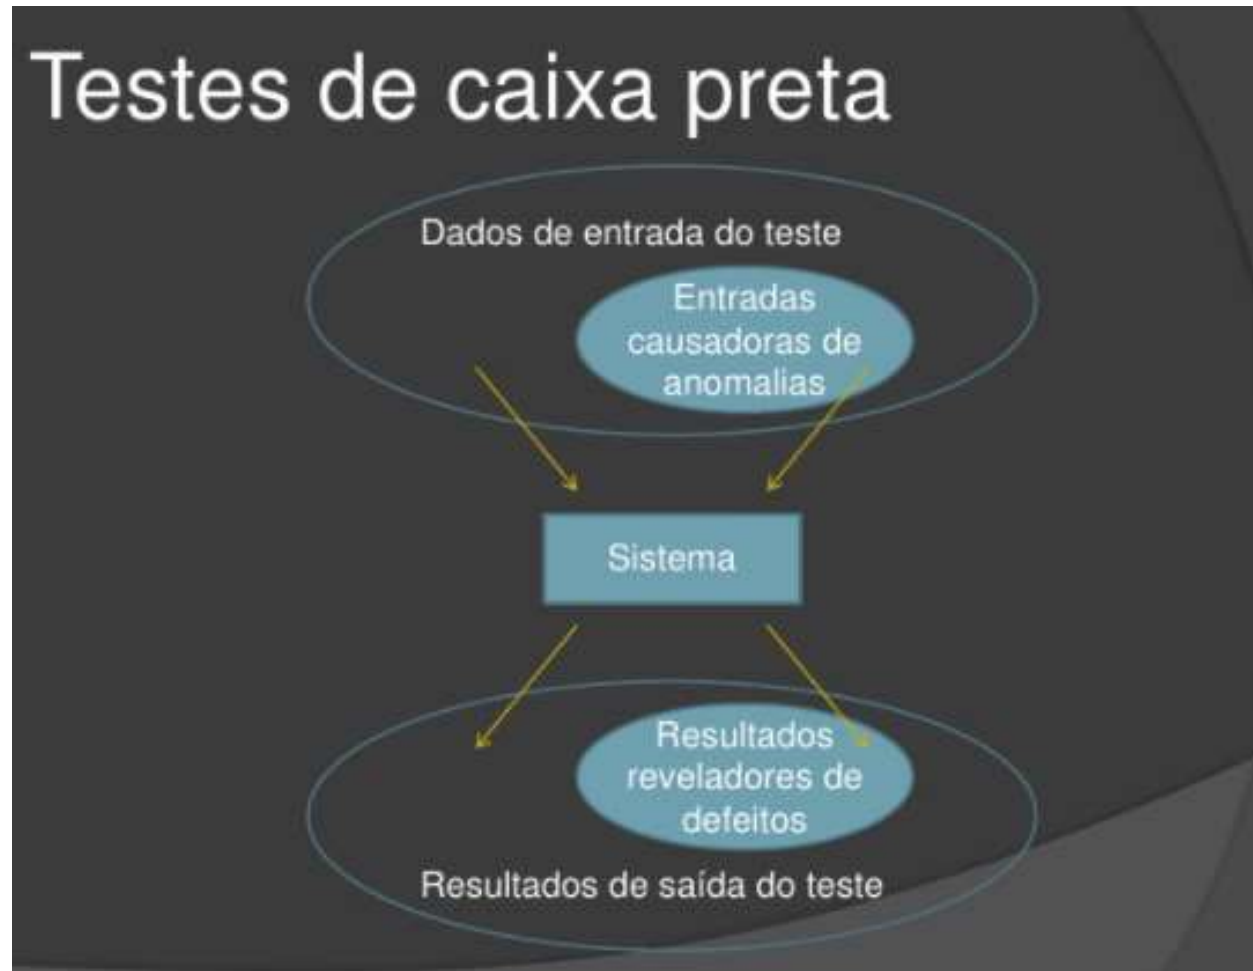 Testes de caixa preta
Dados de entrada do teste
Entradas
causadoras de
anomalias
Sistema
Resultados
reveladores de
defeitos
Resultados de saída do teste